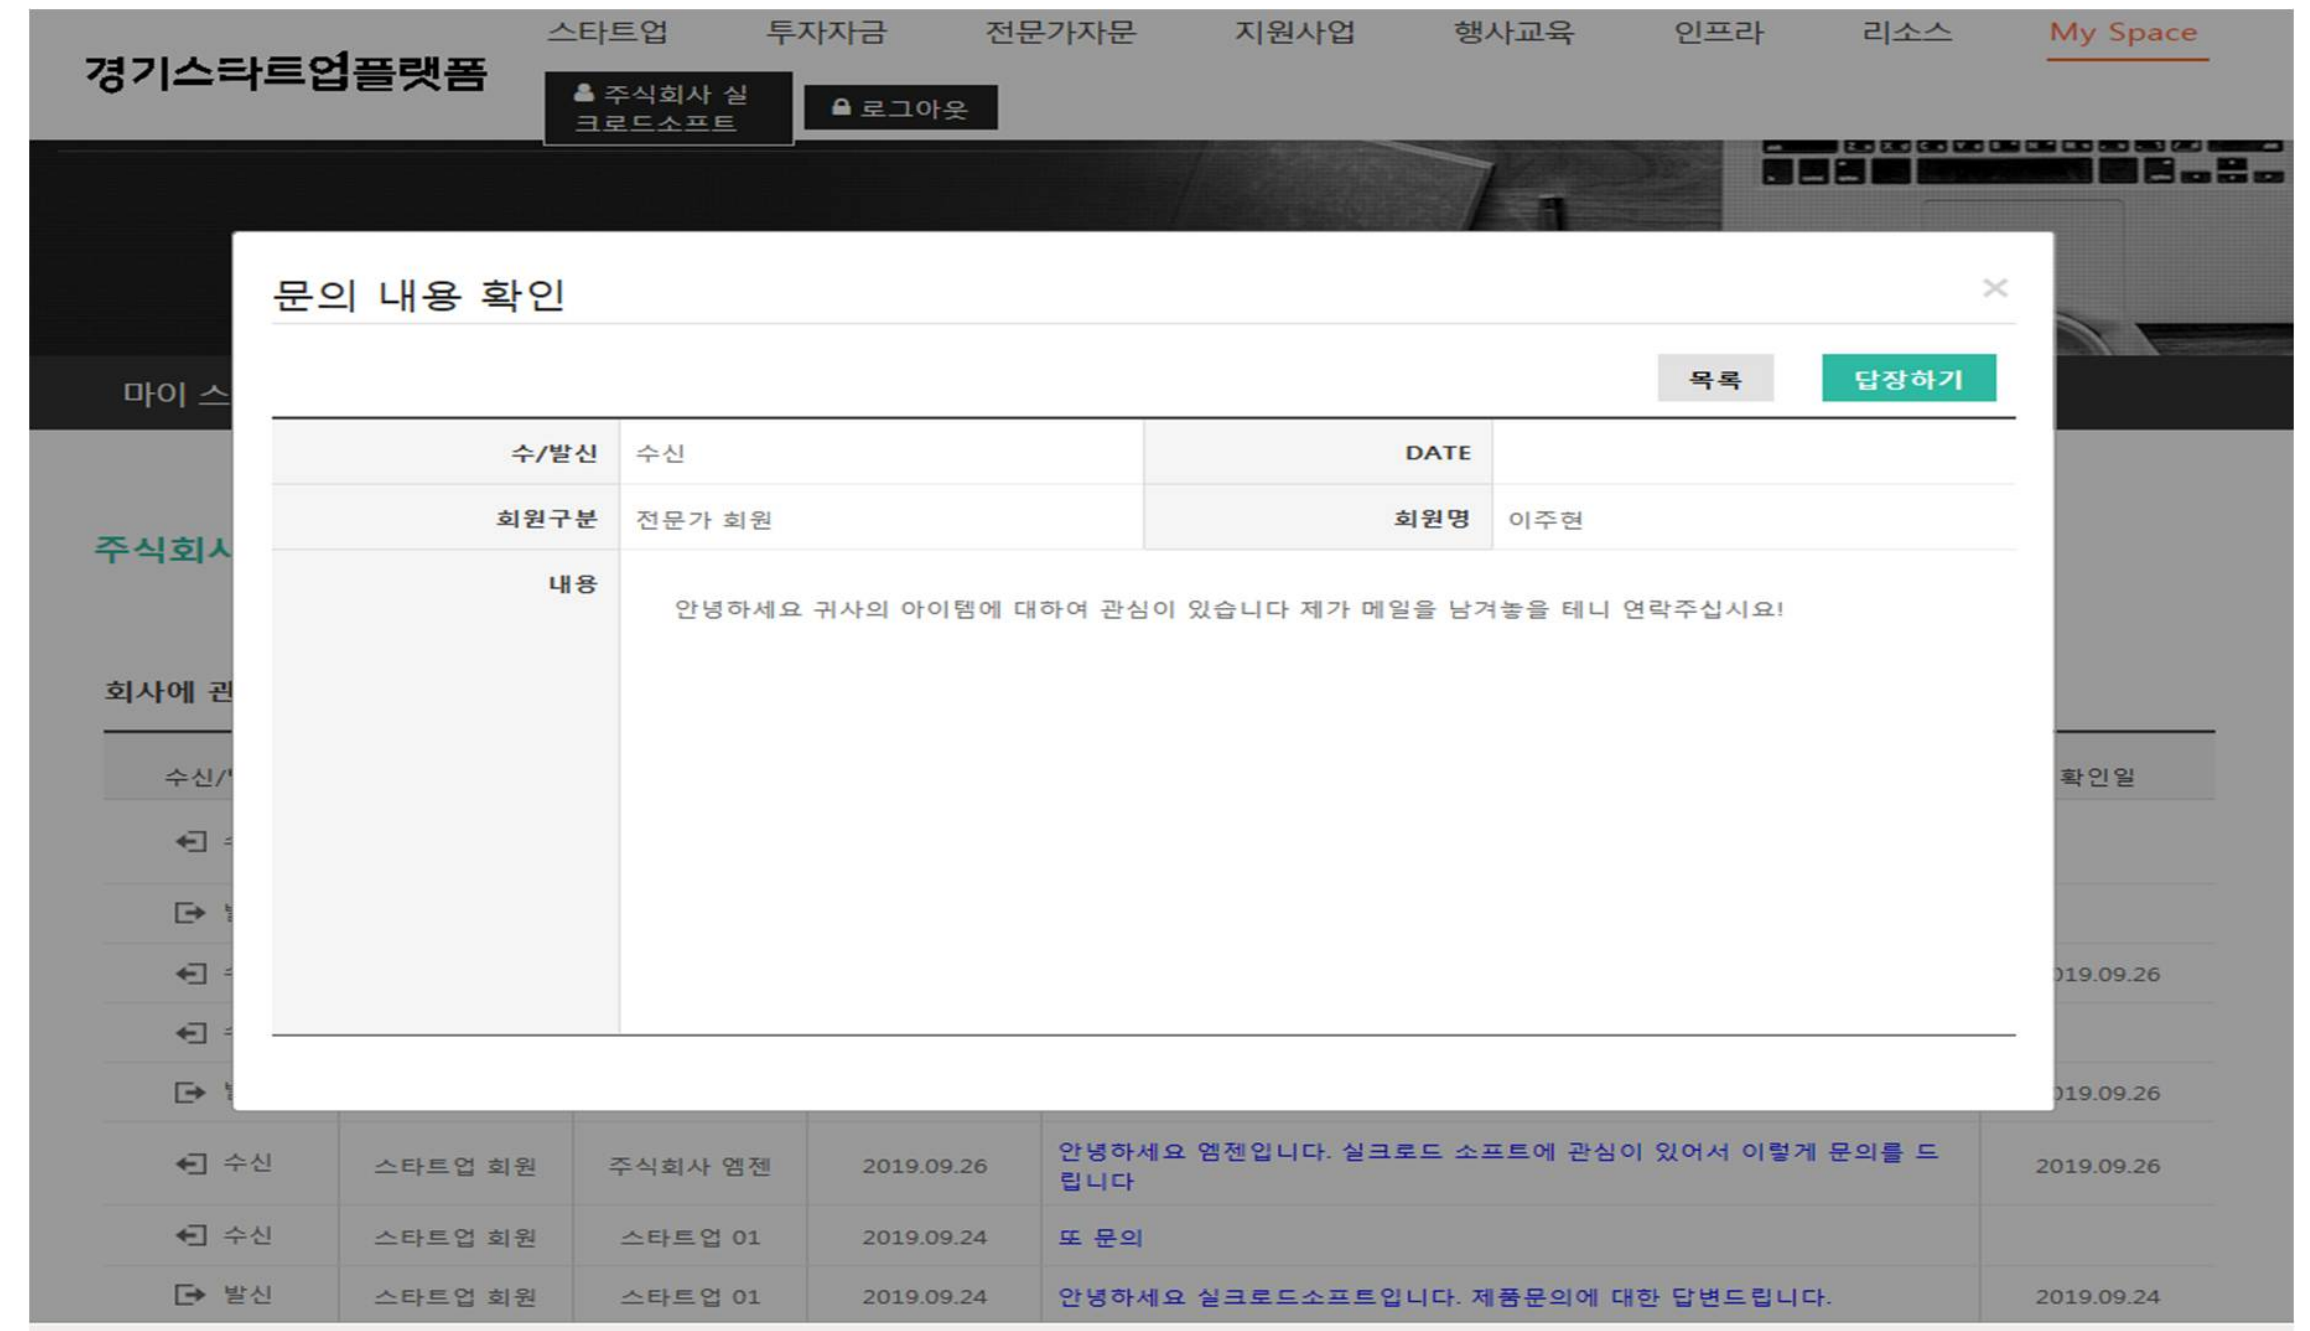 스타트업 투자자금 전문가자문 지원사업 행사교육 인프라 리소스 My Space
경기스타트업플랫폼
주식회사 실
크로드소프트
로그아웃
문의 내용 확인
×
목록 답장하기
마이 스
수/발신 수신 DATE
회원구분 전문가 회원 회원명 이주현
주식회사
내용
안녕하세요 귀사의 아이템에 대하여 관심이 있습니다 제가 메일을 남겨놓을 테니 연락주십시요!
회사에 관
수신/ 확인일
019.09.26
019.09.26
수신 스타트업 회원 주식회사 엠젠 2019.09.26 안녕하세요 엠젠입니다. 실크로드 소프트에 관심이 있어서 이렇게 문의를 드 2019.09.26
립니다
수신 스타트업 회원 스타트업 01 2019.09.24 또 문의
발신 스타트업 회원 스타트업 01 2019.09.24 안녕하세요 실크로드소프트입니다. 제품문의에 대한 답변드립니다. 2019.09.24